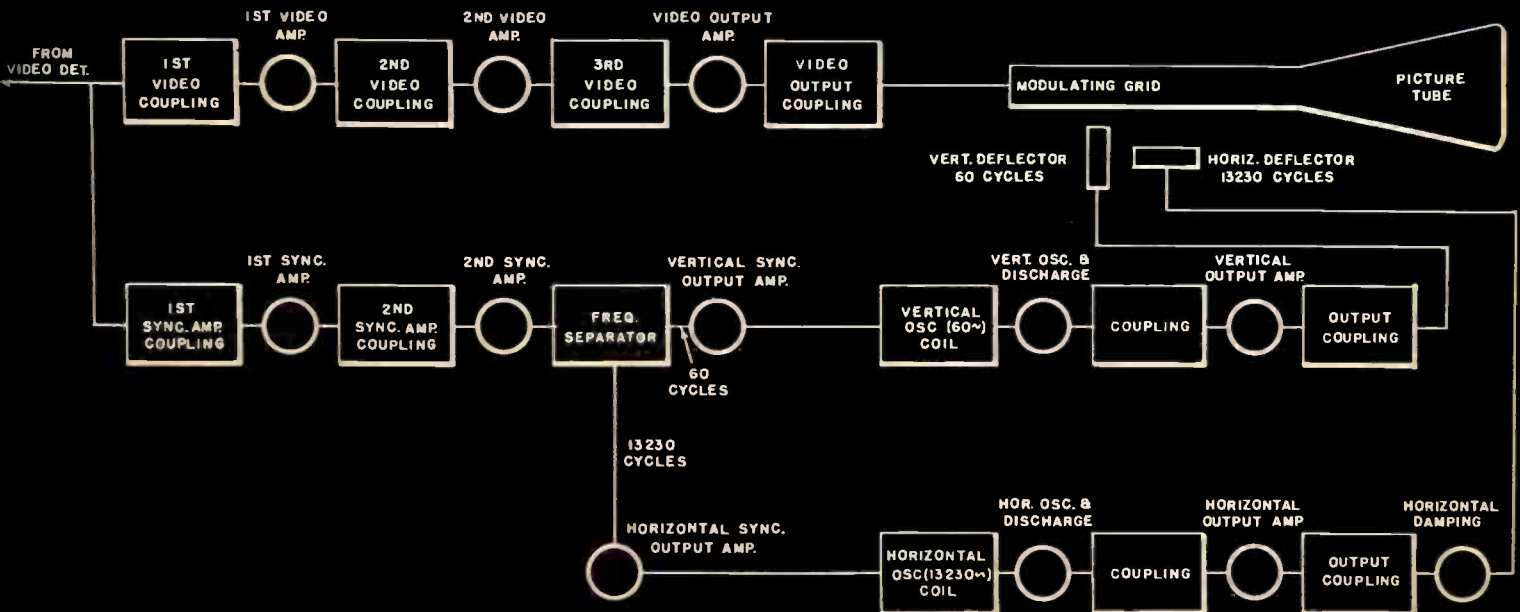 1ST VIDEO
AMP.
2ND VIDEO
AMP.
VIDEO OUTPUT
AMP.
FROM
VIDEO DET.
1ST
VIDEO
COUPLING
2ND
VIDEO
COUPLING
3RD
VIDEO
COUPLING
VIDEO
OUTPUT
COUPLING
MODULATING GRID
PICTURE
TUBE
VERT. DEFLECTOR
60 CYCLES
HORIZ. DEFLECTOR
13230 CYCLES
1ST SYNC.
AMP.
2ND SYNC.
AMP.
VERTICAL SYNC.
OUTPUT AMP.
VERT. OSC. &
DISCHARGE
VERTICAL
OUTPUT AMP.
1ST
SYNC. AMP.
COUPLING
2ND
SYNC. AMP.
COUPLING
FREQ.
SEPARATOR
60
CYCLES
VERTICAL
OSC (60~)
COIL
COUPLING
OUTPUT
COUPLING
13230
CYCLES
HORIZONTAL SYNC.
OUTPUT AMP.
HOR. OSC. &
DISCHARGE
HORIZONTAL
OUTPUT AMP
HORIZONTAL
DAMPING
HORIZONTAL
OSC(13230~)
COIL
COUPLING
OUTPUT
COUPLING